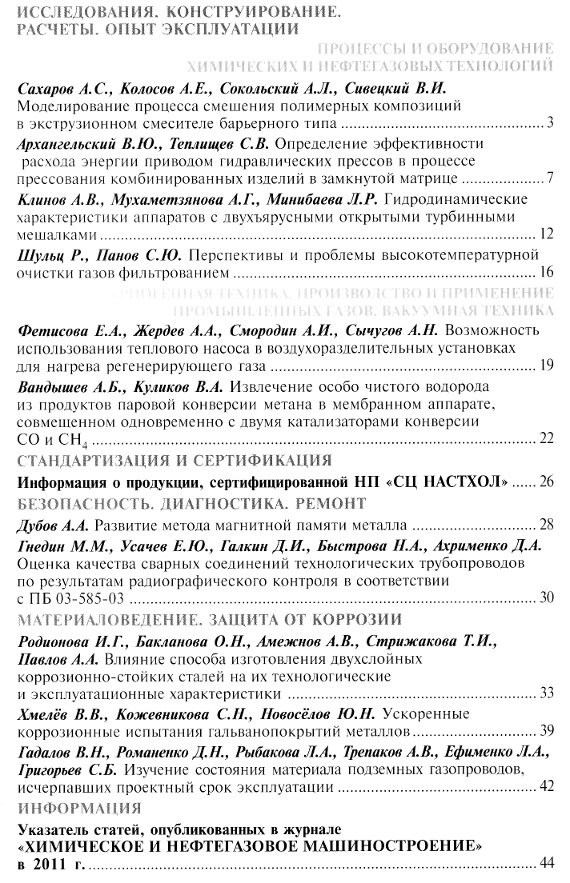 ИССЛЕДОВАНИЯ. КОНСТРУИРОВАНИЕ.
РАСЧЕТЫ. ОПЫТ ЭКСПЛУАТАЦИИ
ПРОЦЕССЫ И ОБОРУДОВАНИЕ
ХИМИЧЕСКИХ И НЕФТЕГАЗОВЫХ ТЕХНОЛОГИЙ
Сахаров А.С., Колосов А.Е., Сокольский А.Л., Сивецкий В.И.
Моделирование процесса смешения полимерных композиций
в экструзионном смесителе барьерного типа ... 3
Архангельский В.Ю., Теплищев С.В. Определение эффективности
расхода энергии приводом гидравлических прессов в процессе
прессования комбинированных изделий в замкнутой матрице ... 7
Клинов А.В., Мухаметзянова А.Г., Минибаева Л.Р. Гидродинамические
характеристики аппаратов с двухъярусными открытыми турбинными
мешалками ... 12
Шульц Р., Панов С.Ю. Перспективы и проблемы высокотемпературной
очистки газов фильтрованием ... 16
КРИОГЕННАЯ ТЕХНИКА. ПРОИЗВОДСТВО И ПРИМЕНЕНИЕ
ПРОМЫШЛЕННЫХ ГАЗОВ. ВАКУУМНАЯ ТЕХНИКА
Фетисова Е.А., Жердев А.А., Смородин А.И., Сычугов А.Н. Возможность
использования теплового насоса в воздухоразделительных установках
для нагрева регенерирующего газа ... 19
Вандышев А.Б., Куликов В.А. Извлечение особо чистого водорода
из продуктов паровой конверсии метана в мембранном аппарате,
совмещенном одновременно с двумя катализаторами конверсии
СО и СН4 ... 22
СТАНДАРТИЗАЦИЯ И СЕРТИФИКАЦИЯ
Информация о продукции, сертифицированной НП «СЦ НАСТХОЛ» ... 26
БЕЗОПАСНОСТЬ. ДИАГНОСТИКА. РЕМОНТ
Дубов А.А. Развитие метода магнитной памяти металла ... 28
Гнедин М.М., Усачев Е.Ю., Галкин Д.И., Быстрова Н.А., Ахрименко Д.А.
Оценка качества сварных соединений технологических трубопроводов
по результатам радиографического контроля в соответствии
с ПБ 03-585-03 ... 30
МАТЕРИАЛОВЕДЕНИЕ. ЗАЩИТА ОТ КОРРОЗИИ
Родионова И.Г., Бакланова О.Н., Амежнов А.В., Стрижакова Т.И.,
Павлов А.А. Влияние способа изготовления двухслойных
коррозионно-стойких сталей на их технологические
и эксплуатационные характеристики ... 33
Хмелёв В.В., Кожевникова С.Н., Новосёлов Ю.Н. Ускоренные
коррозионные испытания гальванопокрытий металлов ... 39
Гадалов В.Н., Романенко Д.Н., Рыбакова Л.А., Трепаков А.В., Ефименко Л.А.,
Григорьев С.Б. Изучение состояния материала подземных газопроводов,
исчерпавших проектный срок эксплуатации ... 42
ИНФОРМАЦИЯ
Указатель статей, опубликованных в журнале
«ХИМИЧЕСКОЕ И НЕФТЕГАЗОВОЕ МАШИНОСТРОЕНИЕ»
в 2011 г. ... 44